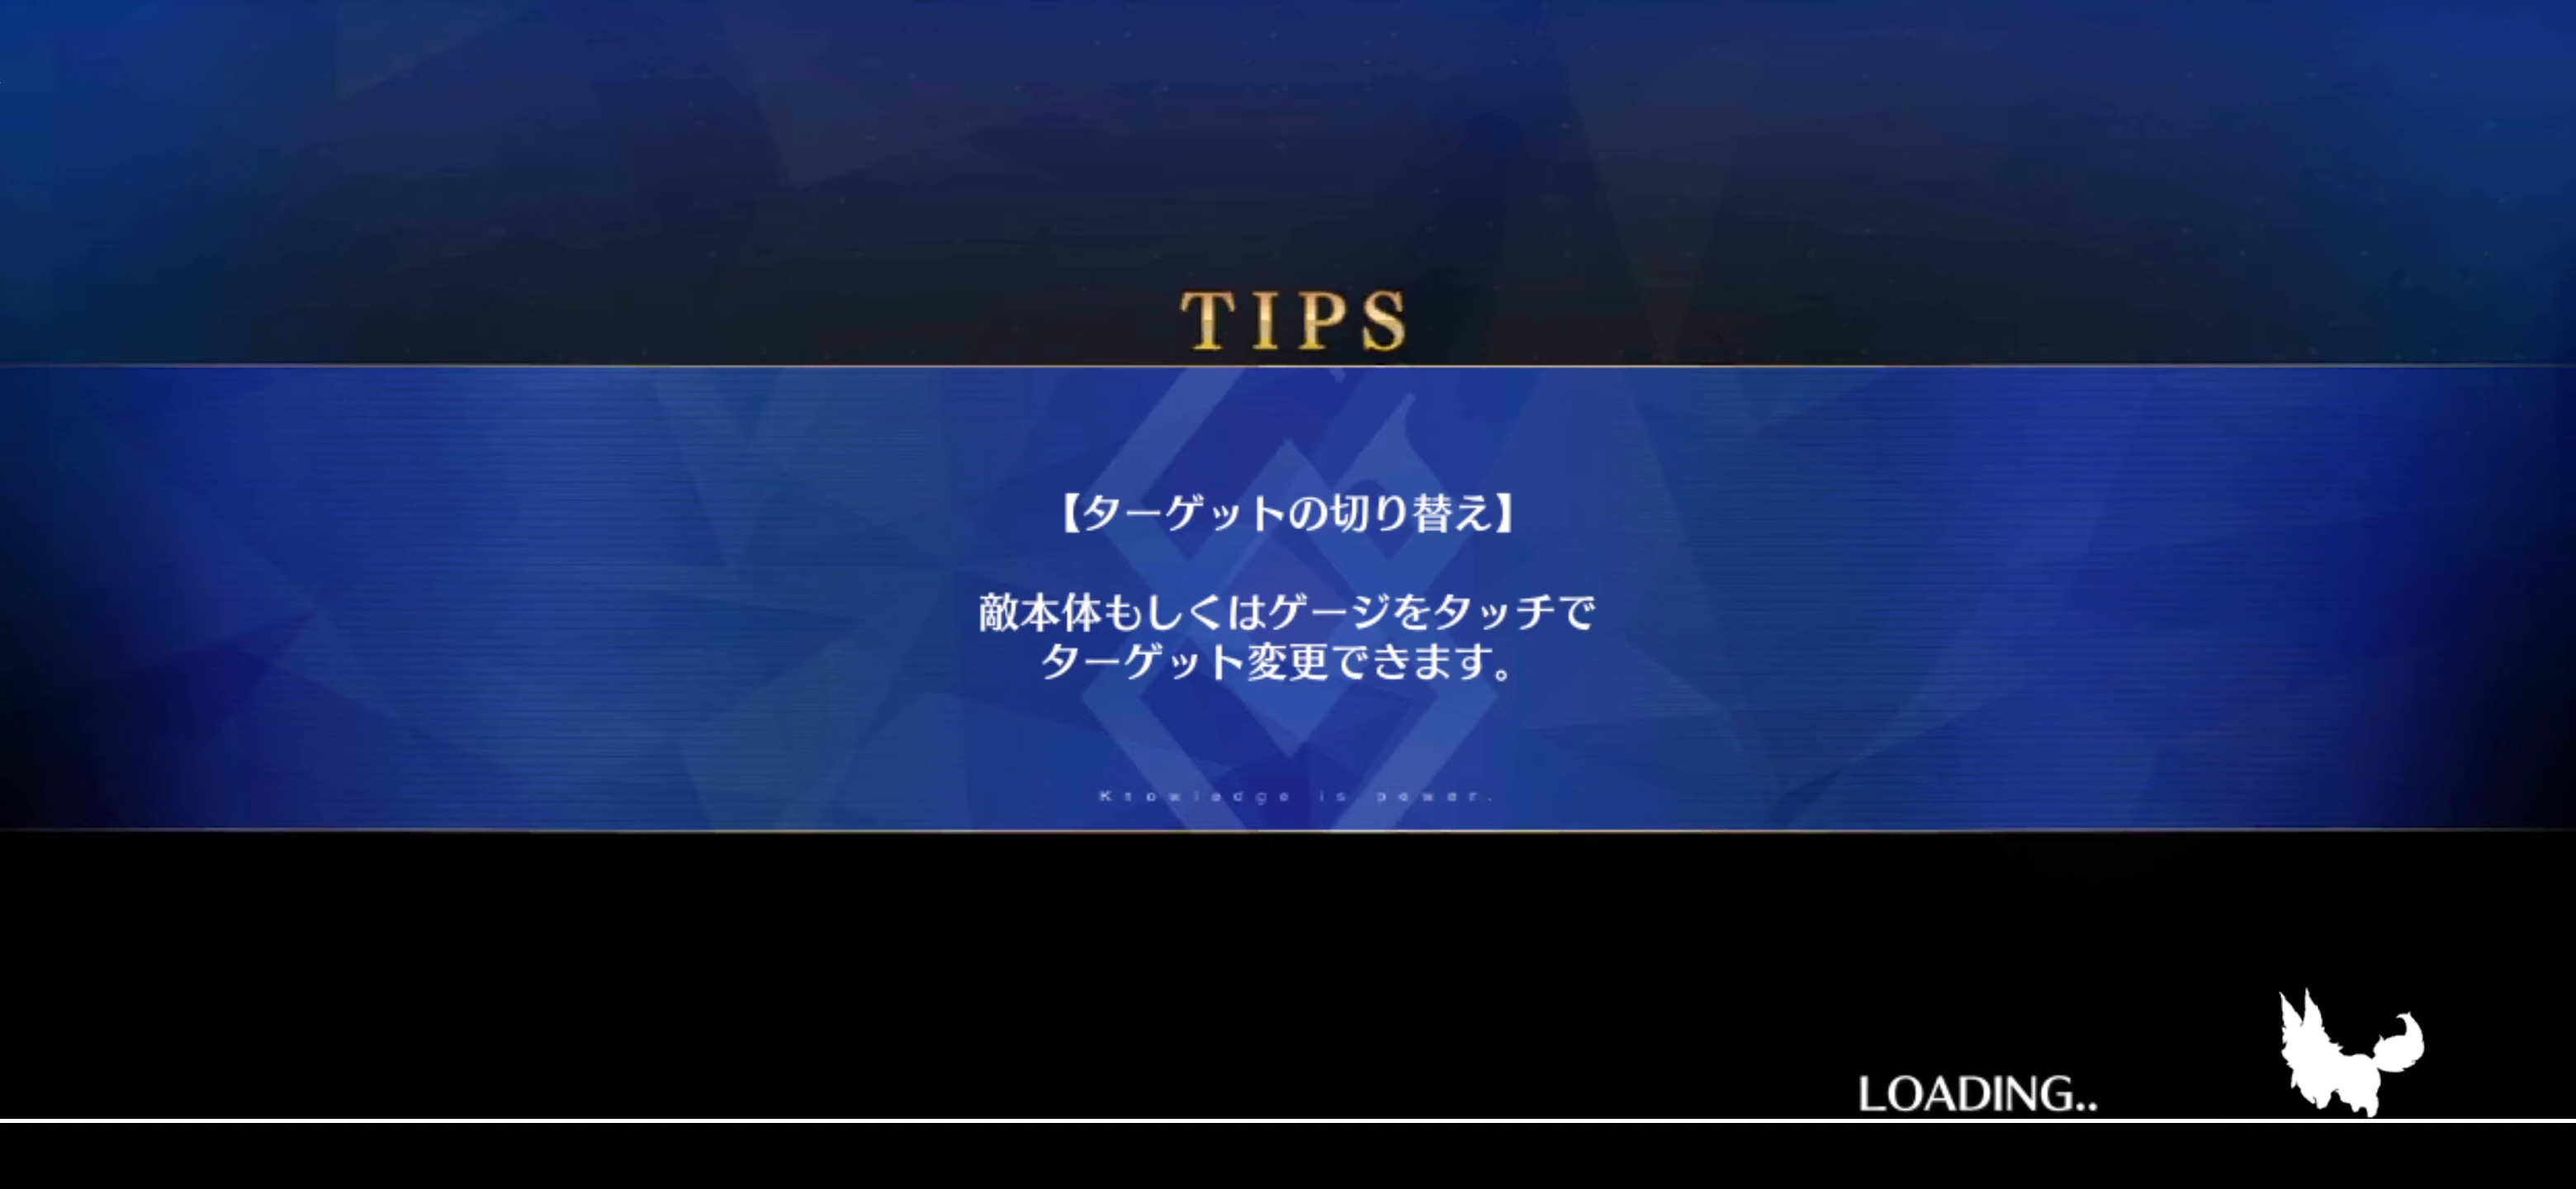 TIPS
【ターゲットの切り替え】
敵本体もしくはゲージをタッチで
ターゲット変更できます。
Knowledge is power.
LOADING..